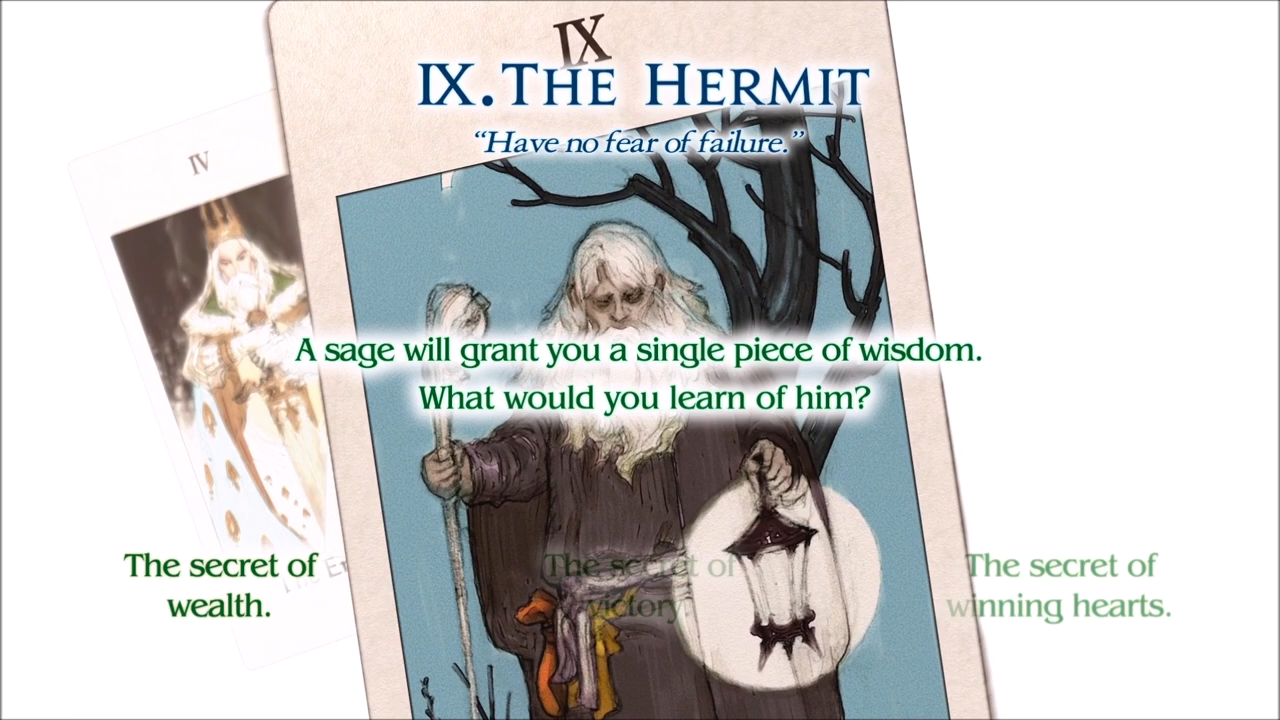 IX
IX. The Hermit
“Have no fear of failure.”
IV
A sage will grant you a single piece of wisdom.
What would you learn of him?
The secret of
wealth.
The secret of
victory.
The secret of
winning hearts.